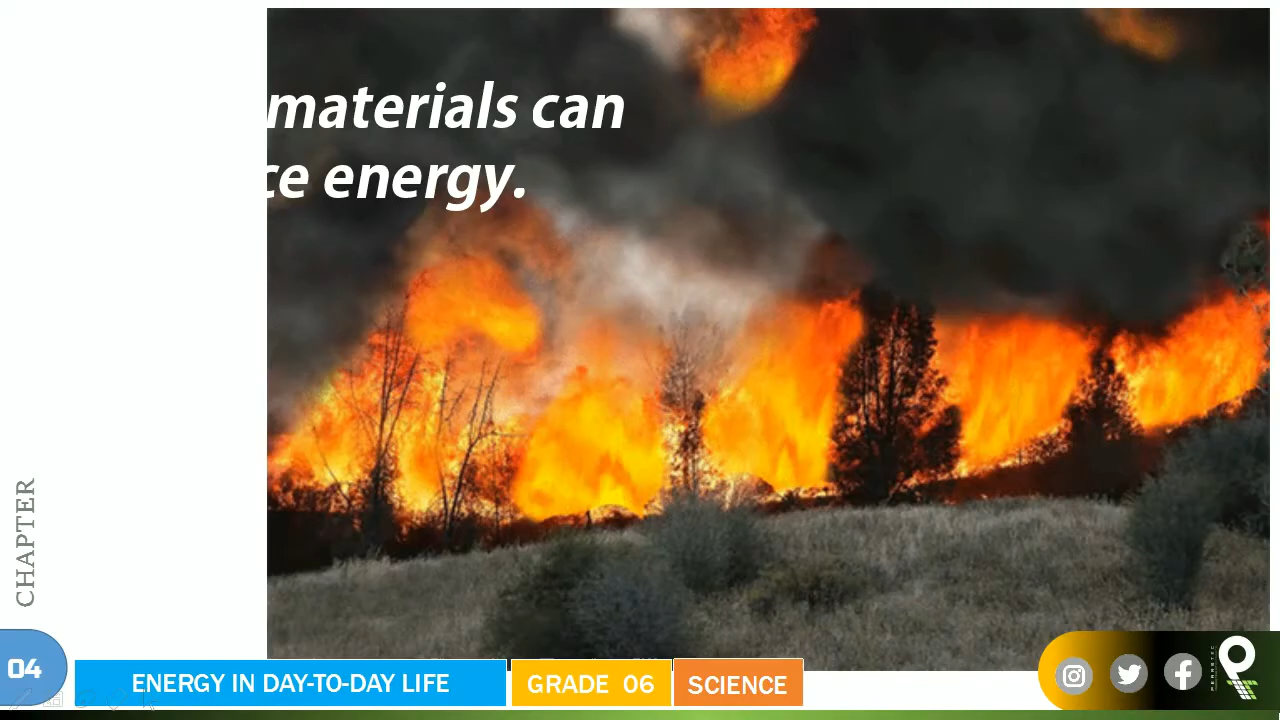 materials can
ce energy.
CHAPTER
04
ENERGY IN DAY-TO-DAY LIFE
GRADE 06
SCIENCE